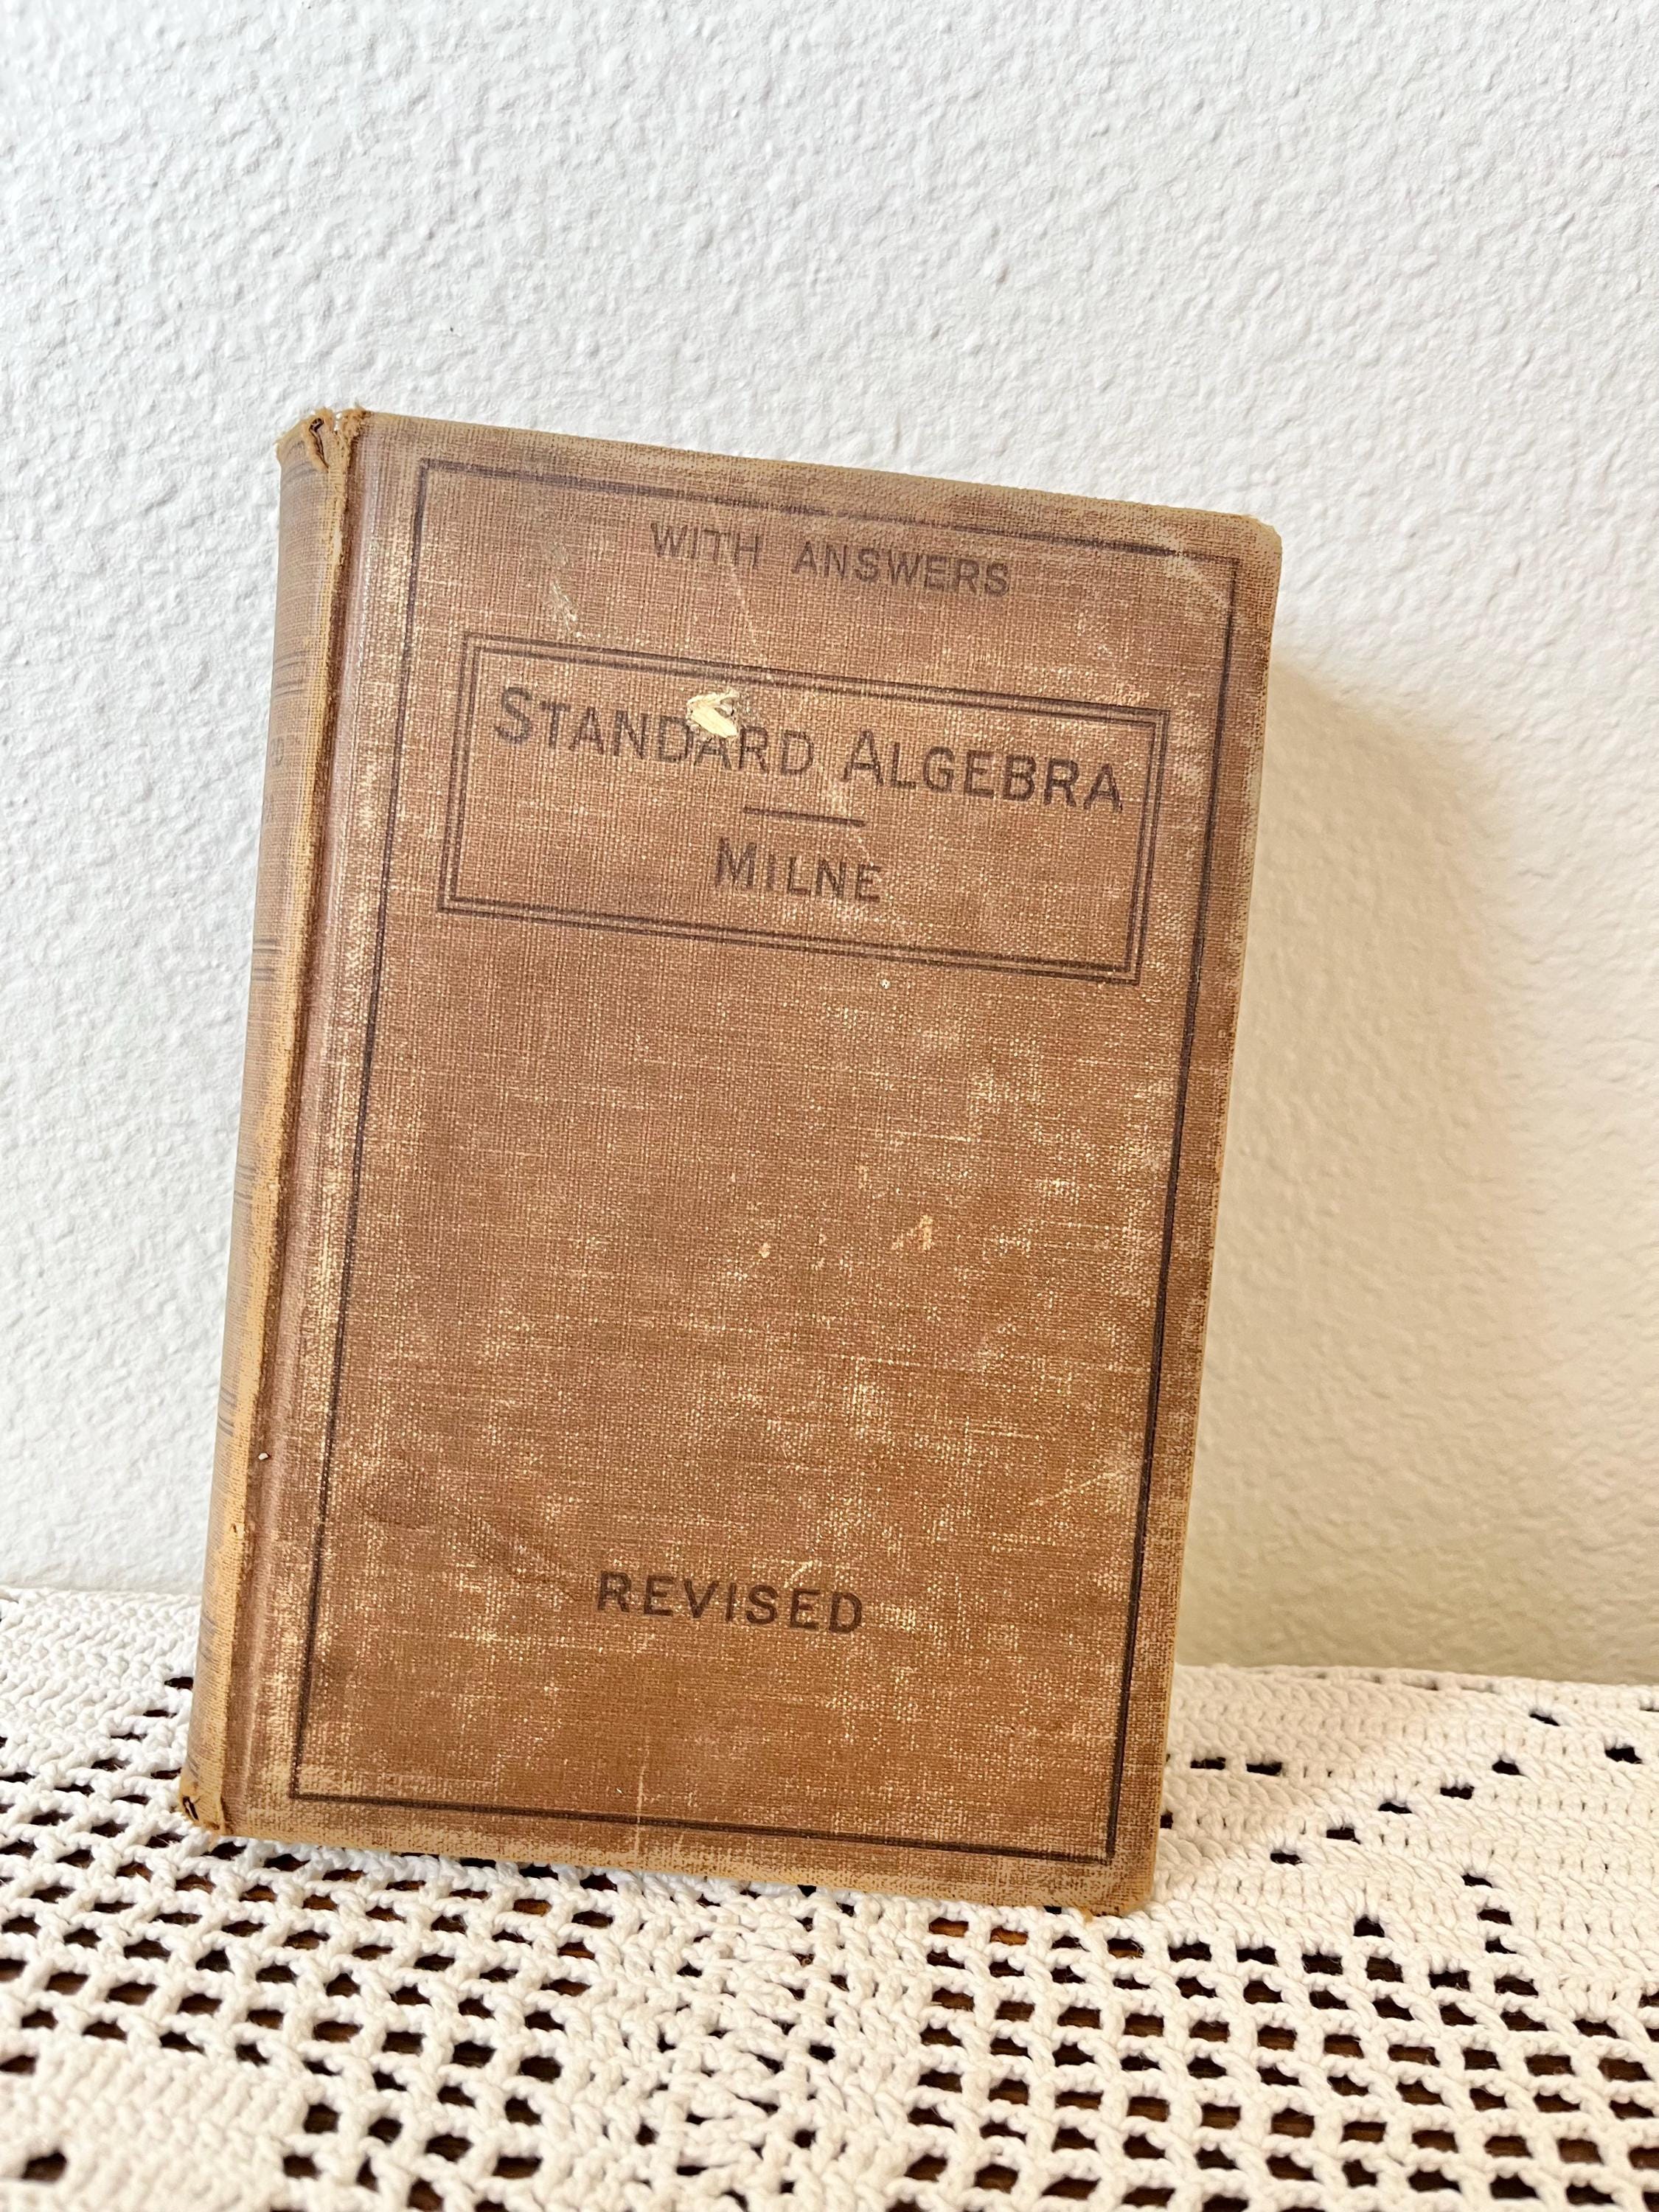 WITH ANSWERS
STANDARD ALGEBRA
MILNE
REVISED